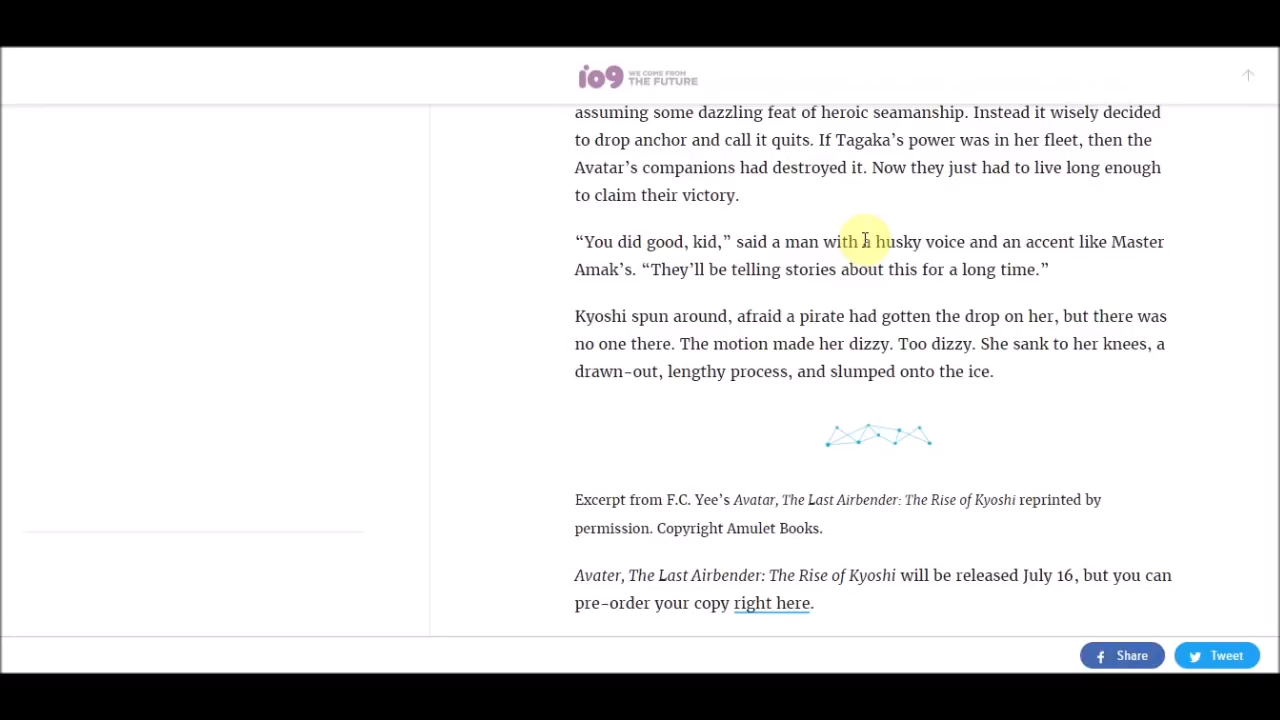 io9 WE COME FROM
THE FUTURE
assuming some dazzling feat of heroic seamanship. Instead it wisely decided
to drop anchor and call it quits. If Tagaka’s power was in her fleet, then the
Avatar’s companions had destroyed it. Now they just had to live long enough
to claim their victory.
“You did good, kid,” said a man with a husky voice and an accent like Master
Amak’s. “They’ll be telling stories about this for a long time.”
Kyoshi spun around, afraid a pirate had gotten the drop on her, but there was
no one there. The motion made her dizzy. Too dizzy. She sank to her knees, a
drawn-out, lengthy process, and slumped onto the ice.
Excerpt from F.C. Yee’s Avatar, The Last Airbender: The Rise of Kyoshi reprinted by
permission. Copyright Amulet Books.
Avater, The Last Airbender: The Rise of Kyoshi will be released July 16, but you can
pre-order your copy right here.
Share Tweet